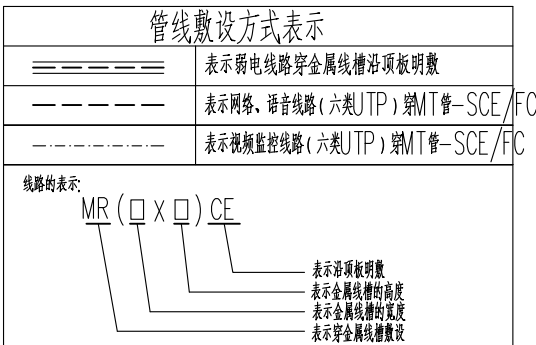 管线敷设方式表示
表示弱电线路穿金属线槽沿顶板明敷
表示网络、语音线路(六类UTP)穿MT管-SCE/FC
表示视频监控线路(六类UTP)穿MT管-SCE/FC
线路的表示:
MR(□X□)CE
表示沿顶板明敷
表示金属线槽的高度
表示金属线槽的宽度
表示穿金属线槽敷设